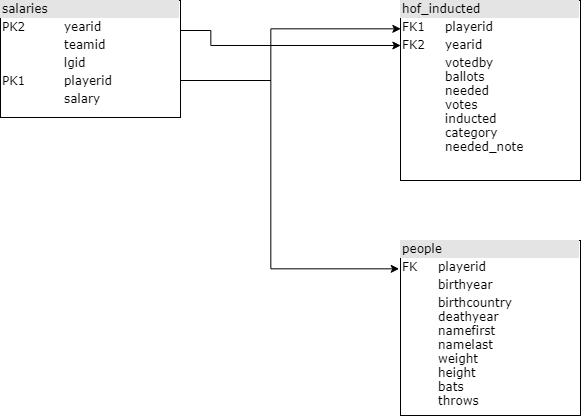 salaries
PK2 yearid
teamid
lgid
PK1 playerid
salary
hof_inducted
FK1 playerid
FK2 yearid
votedby
ballots
needed
votes
inducted
category
needed_note
people
FK playerid
birthyear
birthcountry
deathyear
namefirst
namelast
weight
height
bats
throws